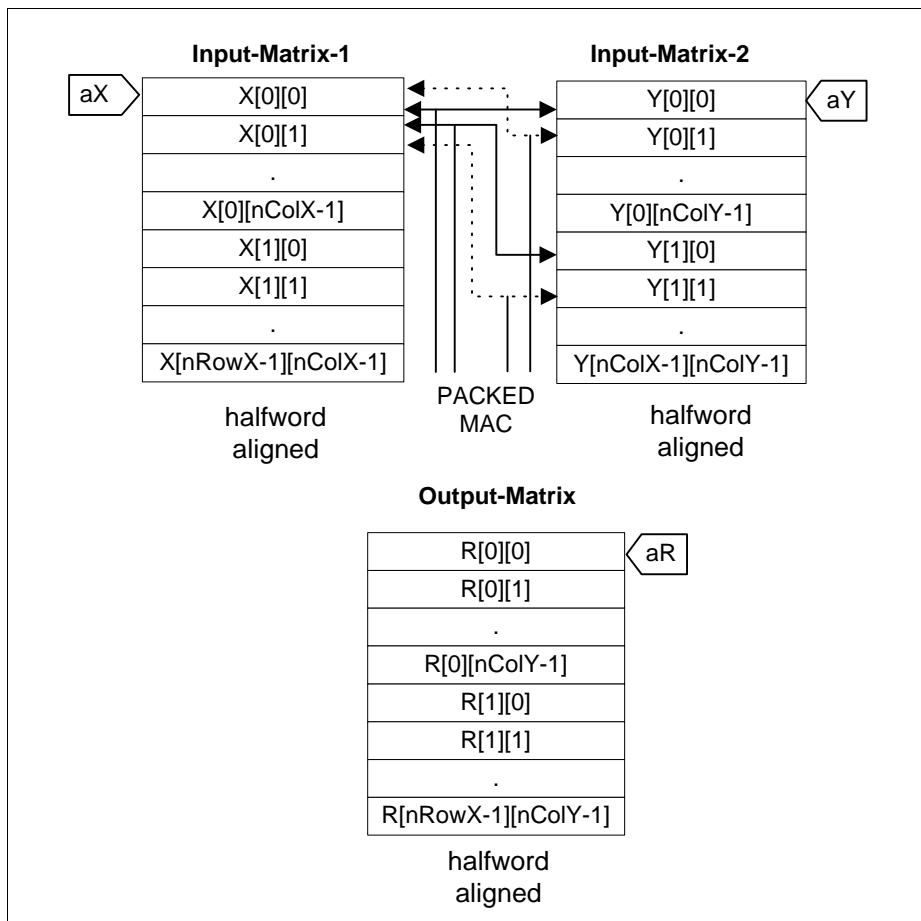 Input-Matrix-1
Input-Matrix-2
aX
X[0][0]
X[0][1]
.
X[0][nColX-1]
X[1][0]
X[1][1]
.
X[nRowX-1][nColX-1]
halfword
aligned
Y[0][0]
Y[0][1]
.
Y[0][nColY-1]
Y[1][0]
Y[1][1]
.
Y[nColX-1][nColY-1]
aY
halfword
aligned
PACKED
MAC
Output-Matrix
R[0][0]
aR
R[0][1]
.
R[0][nColY-1]
R[1][0]
R[1][1]
.
R[nRowX-1][nColY-1]
halfword
aligned